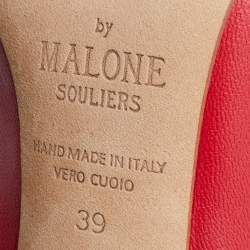 by
MALONE
SOULIERS
HAND MADE IN ITALY
VERO CUOIO
39